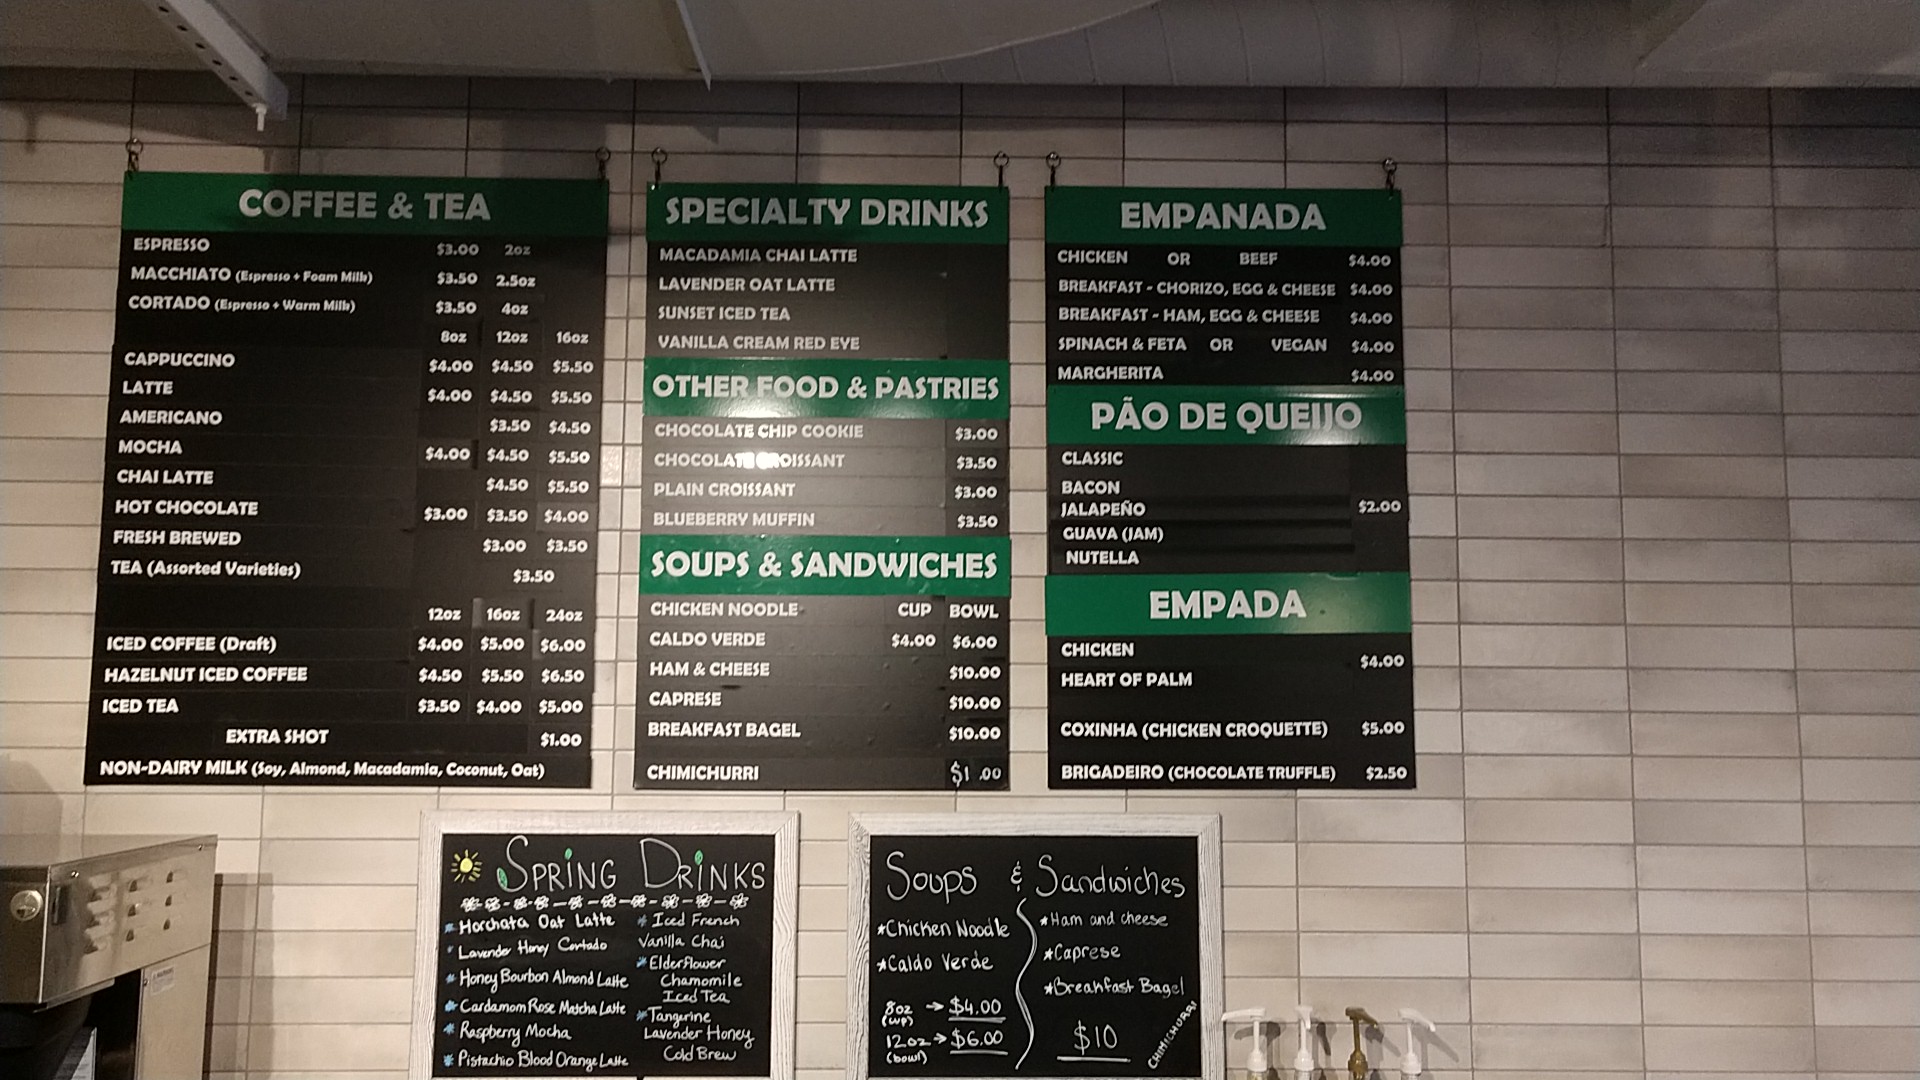 COFFEE & TEA
ESPRESSO $3.00 2oz
MACCHIATO (Espresso + Foam Milk) $3.50 2.5oz
CORTADO (Espresso + Warm Milk) $3.50 4oz
8oz 12oz 16oz
CAPPUCCINO $4.00 $4.50 $5.50
LATTE $4.00 $4.50 $5.50
AMERICANO $3.50 $4.50
MOCHA $4.00 $4.50 $5.50
CHAI LATTE $4.50 $5.50
HOT CHOCOLATE $3.00 $3.50 $4.00
FRESH BREWED $3.00 $3.50
TEA (Assorted Varieties) $3.50
12oz 16oz 24oz
ICED COFFEE (Draft) $4.00 $5.00 $6.00
HAZELNUT ICED COFFEE $4.50 $5.50 $6.50
ICED TEA $3.50 $4.00 $5.00
EXTRA SHOT $1.00
NON-DAIRY MILK (Soy, Almond, Macadamia, Coconut, Oat)
SPECIALTY DRINKS
MACADAMIA CHAI LATTE
LAVENDER OAT LATTE
SUNSET ICED TEA
VANILLA CREAM RED EYE
OTHER FOOD & PASTRIES
CHOCOLATE CHIP COOKIE $3.00
CHOCOLATE CROISSANT $3.50
PLAIN CROISSANT $3.00
BLUEBERRY MUFFIN $3.50
SOUPS & SANDWICHES
CHICKEN NOODLE CUP BOWL
CALDO VERDE $4.00 $6.00
HAM & CHEESE $10.00
CAPRESE $10.00
BREAKFAST BAGEL $10.00
CHIMICHURRI $1.00
EMPANADA
CHICKEN OR BEEF $4.00
BREAKFAST - CHORIZO, EGG & CHEESE $4.00
BREAKFAST - HAM, EGG & CHEESE $4.00
SPINACH & FETA OR VEGAN $4.00
MARGHERITA $4.00
PÃO DE QUEIJO
CLASSIC
BACON
JALAPEÑO $2.00
GUAVA (JAM)
NUTELLA
EMPADA
CHICKEN
$4.00
HEART OF PALM
COXINHA (CHICKEN CROQUETTE) $5.00
BRIGADEIRO (CHOCOLATE TRUFFLE) $2.50
SPRING DRINKS
Horchata Oat Latte
Lavender Honey Cortado
Honey Bourbon Almond Latte
Cardamom Rose Matcha Latte
Raspberry Mocha
Pistachio Blood Orange Latte
Iced French
Vanilla Chai
Elderflower
Chamomile
Iced Tea
Tangerine
Lavender Honey
Cold Brew
Soups & Sandwiches
Chicken Noodle
Caldo Verde
8oz → $4.00
(cup)
12oz → $6.00
(bowl)
Ham and cheese
Caprese
Breakfast Bagel
$10
CHIMICHURRI